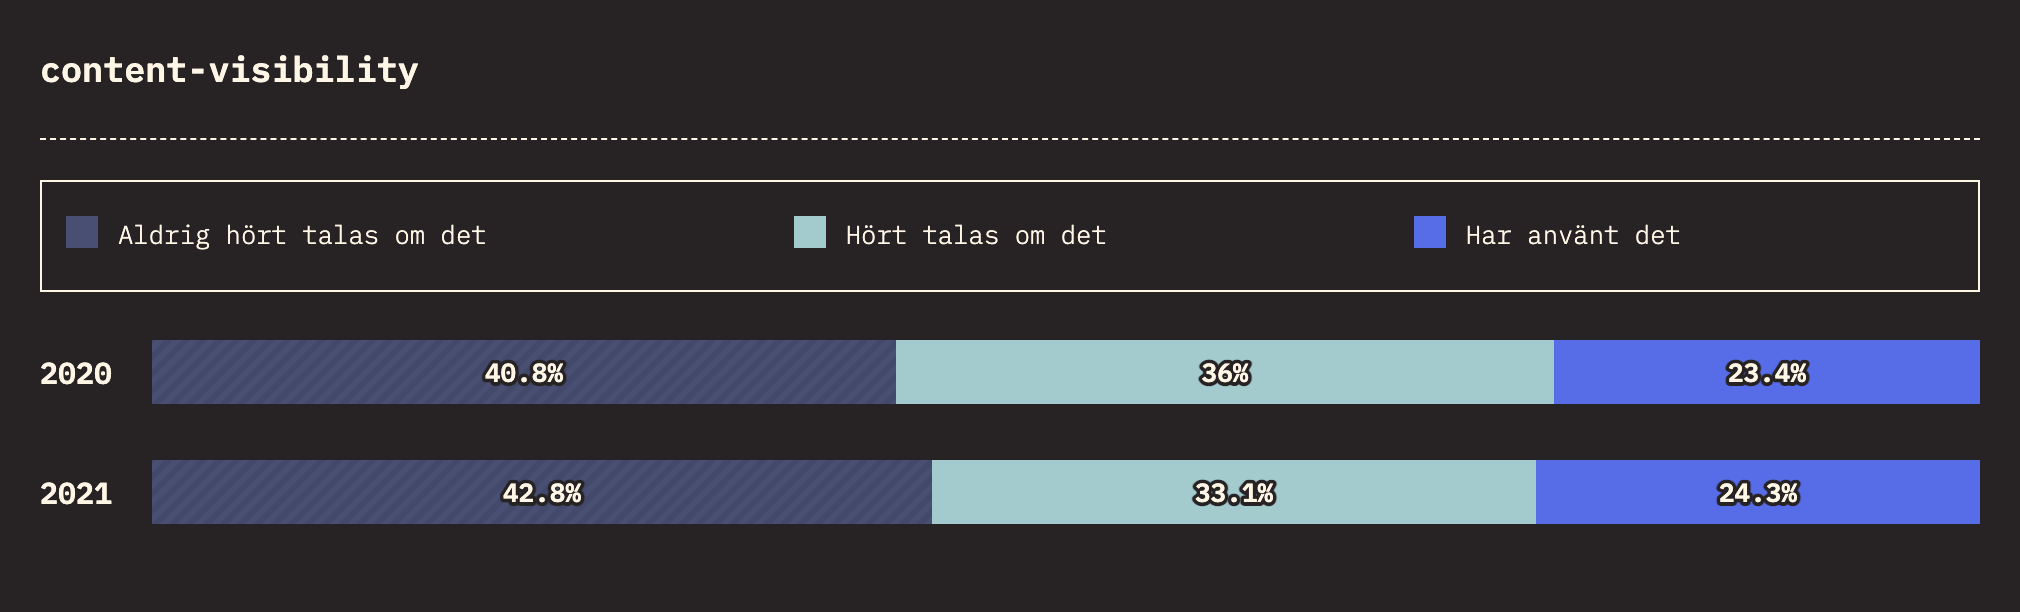 content-visibility
Aldrig hört talas om det Hört talas om det Har använt det
2020 40.8% 36% 23.4%
2021 42.8% 33.1% 24.3%